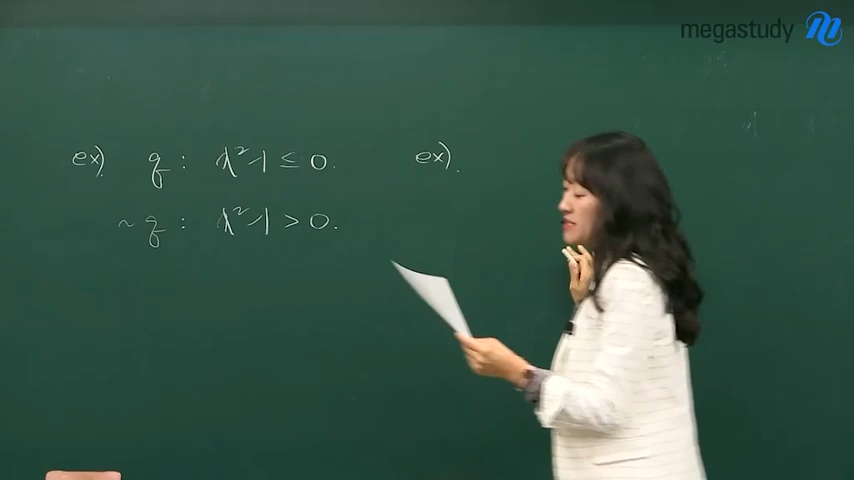 megastudy
ex) q : x²-1 ≤ 0.
~q : x²-1 > 0.
ex).